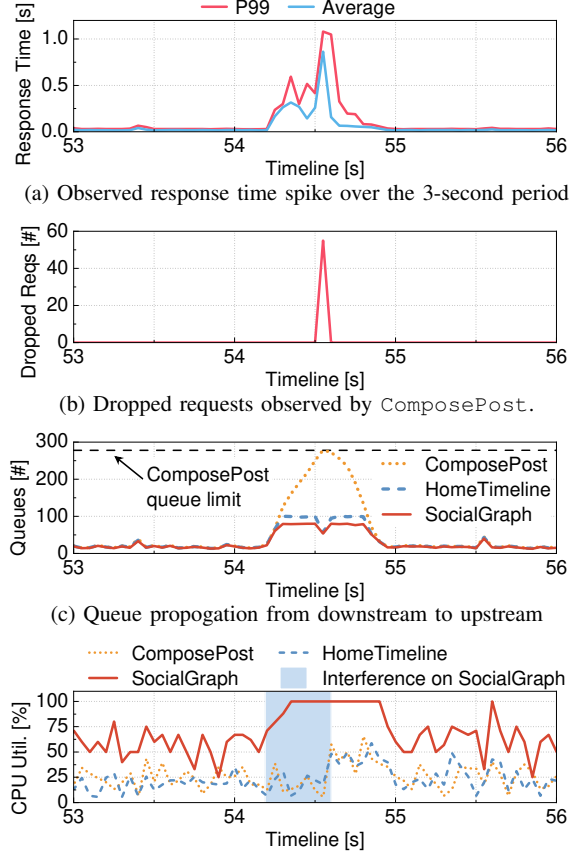 P99 Average
Response Time [s]
1.0
0.5
0.0
53 54 55 56
Timeline [s]
(a) Observed response time spike over the 3-second period
Dropped Reqs [#]
60
40
20
0
53 54 55 56
Timeline [s]
(b) Dropped requests observed by ComposePost.
Queues [#]
300
200
100
0
ComposePost
queue limit
ComposePost
HomeTimeline
SocialGraph
53 54 55 56
Timeline [s]
(c) Queue propogation from downstream to upstream
ComposePost HomeTimeline
SocialGraph Interference on SocialGraph
CPU Util. [%]
100
75
50
25
0
53 54 55 56
Timeline [s]